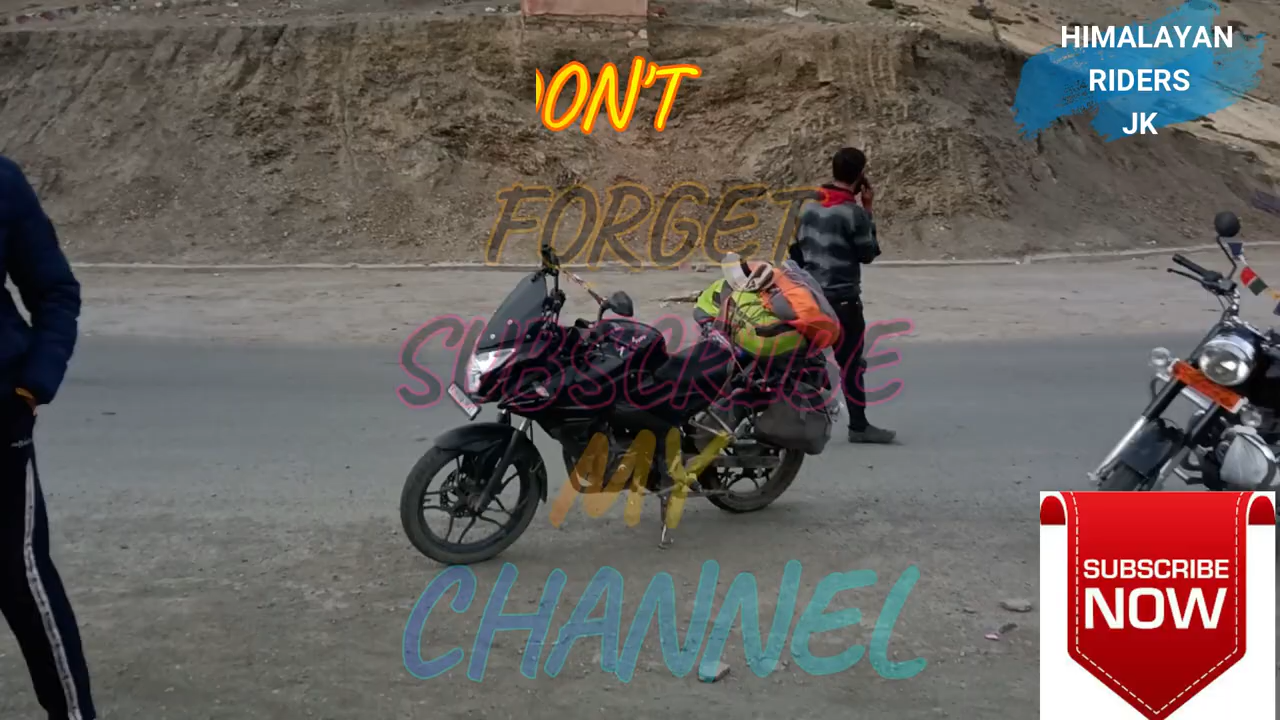 HIMALAYAN
RIDERS
JK
ON'T
FORGET
SUBSCRIBE
MY
CHANNEL
SUBSCRIBE
NOW